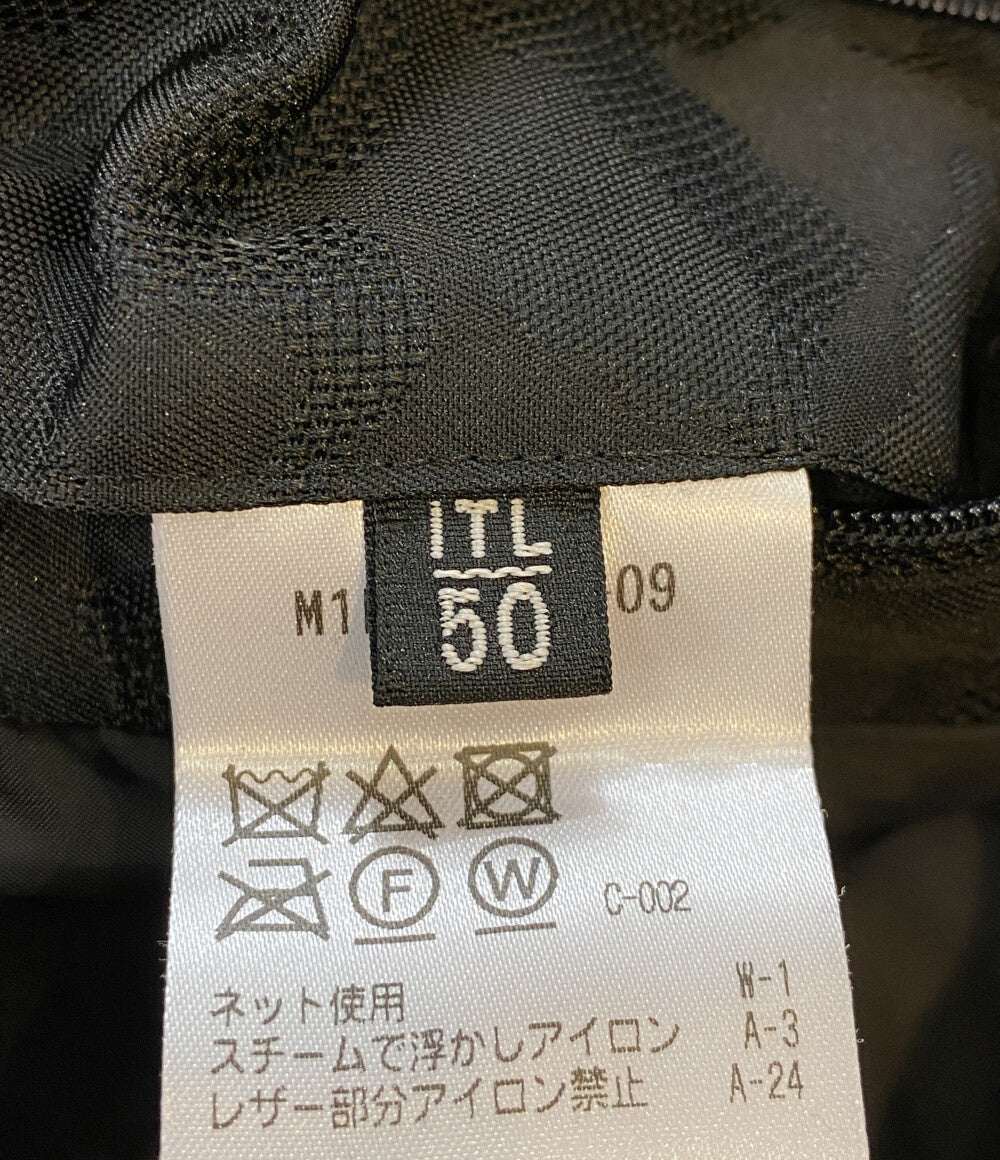 ITL
50
M1 09
F W C-002
ネット使用 W-1
スチームで浮かしアイロン A-3
レザー部分アイロン禁止 A-24